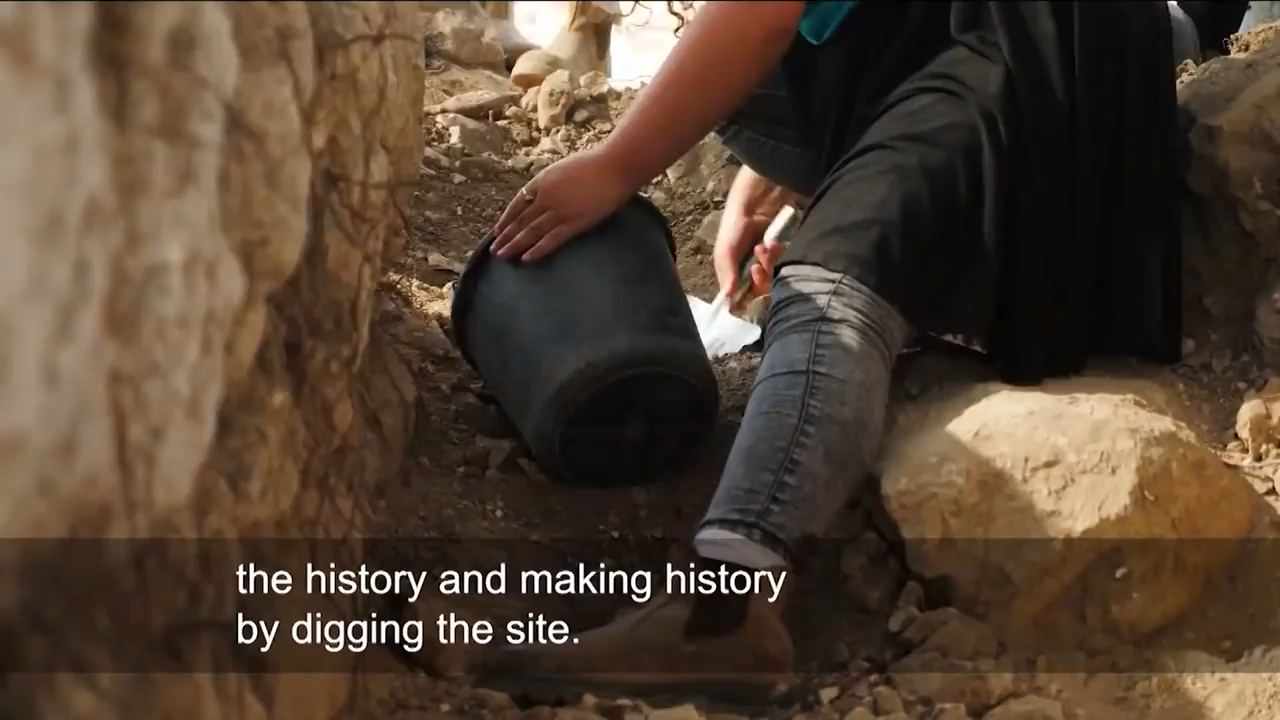 the history and making history
by digging the site.